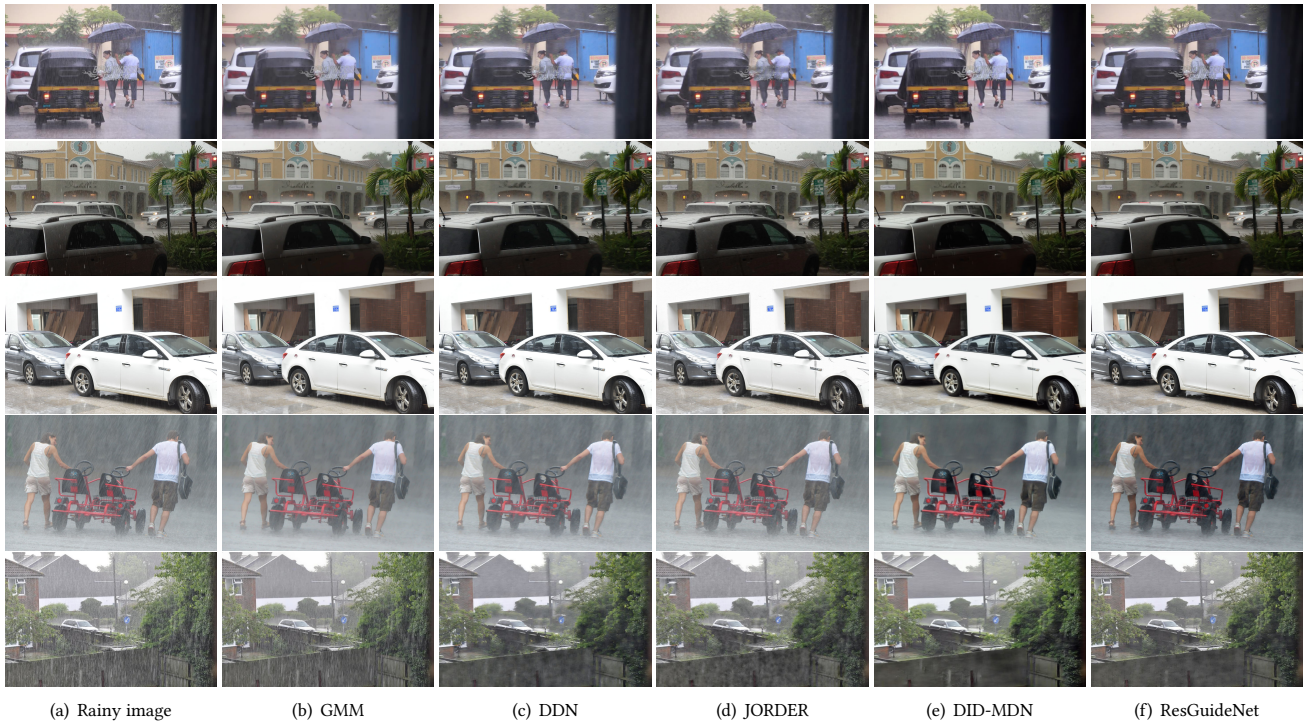 (a) Rainy image
(b) GMM
(c) DDN
(d) JORDER
(e) DID-MDN
(f) ResGuideNet